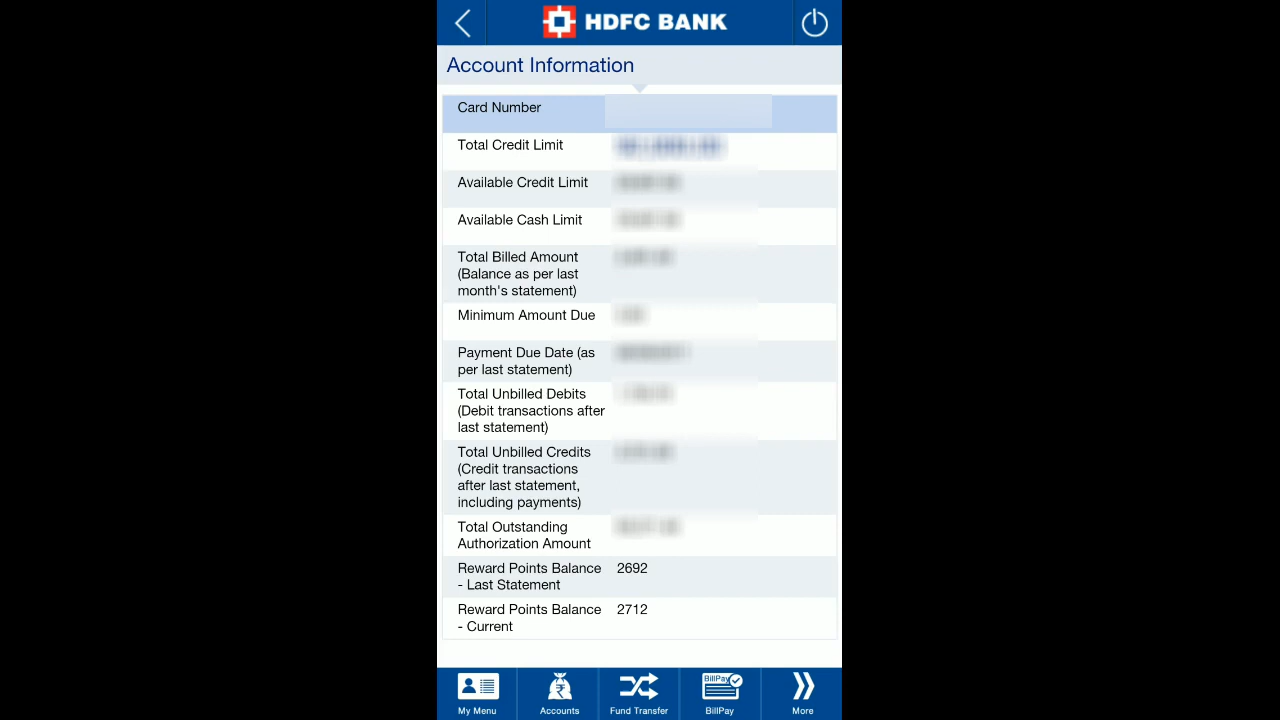 HDFC BANK
Account Information
Card Number
Total Credit Limit
Available Credit Limit
Available Cash Limit
Total Billed Amount
(Balance as per last
month's statement)
Minimum Amount Due
Payment Due Date (as
per last statement)
Total Unbilled Debits
(Debit transactions after
last statement)
Total Unbilled Credits
(Credit transactions
after last statement,
including payments)
Total Outstanding
Authorization Amount
Reward Points Balance 2692
- Last Statement
Reward Points Balance 2712
- Current
BillPay
My Menu Accounts Fund Transfer BillPay More